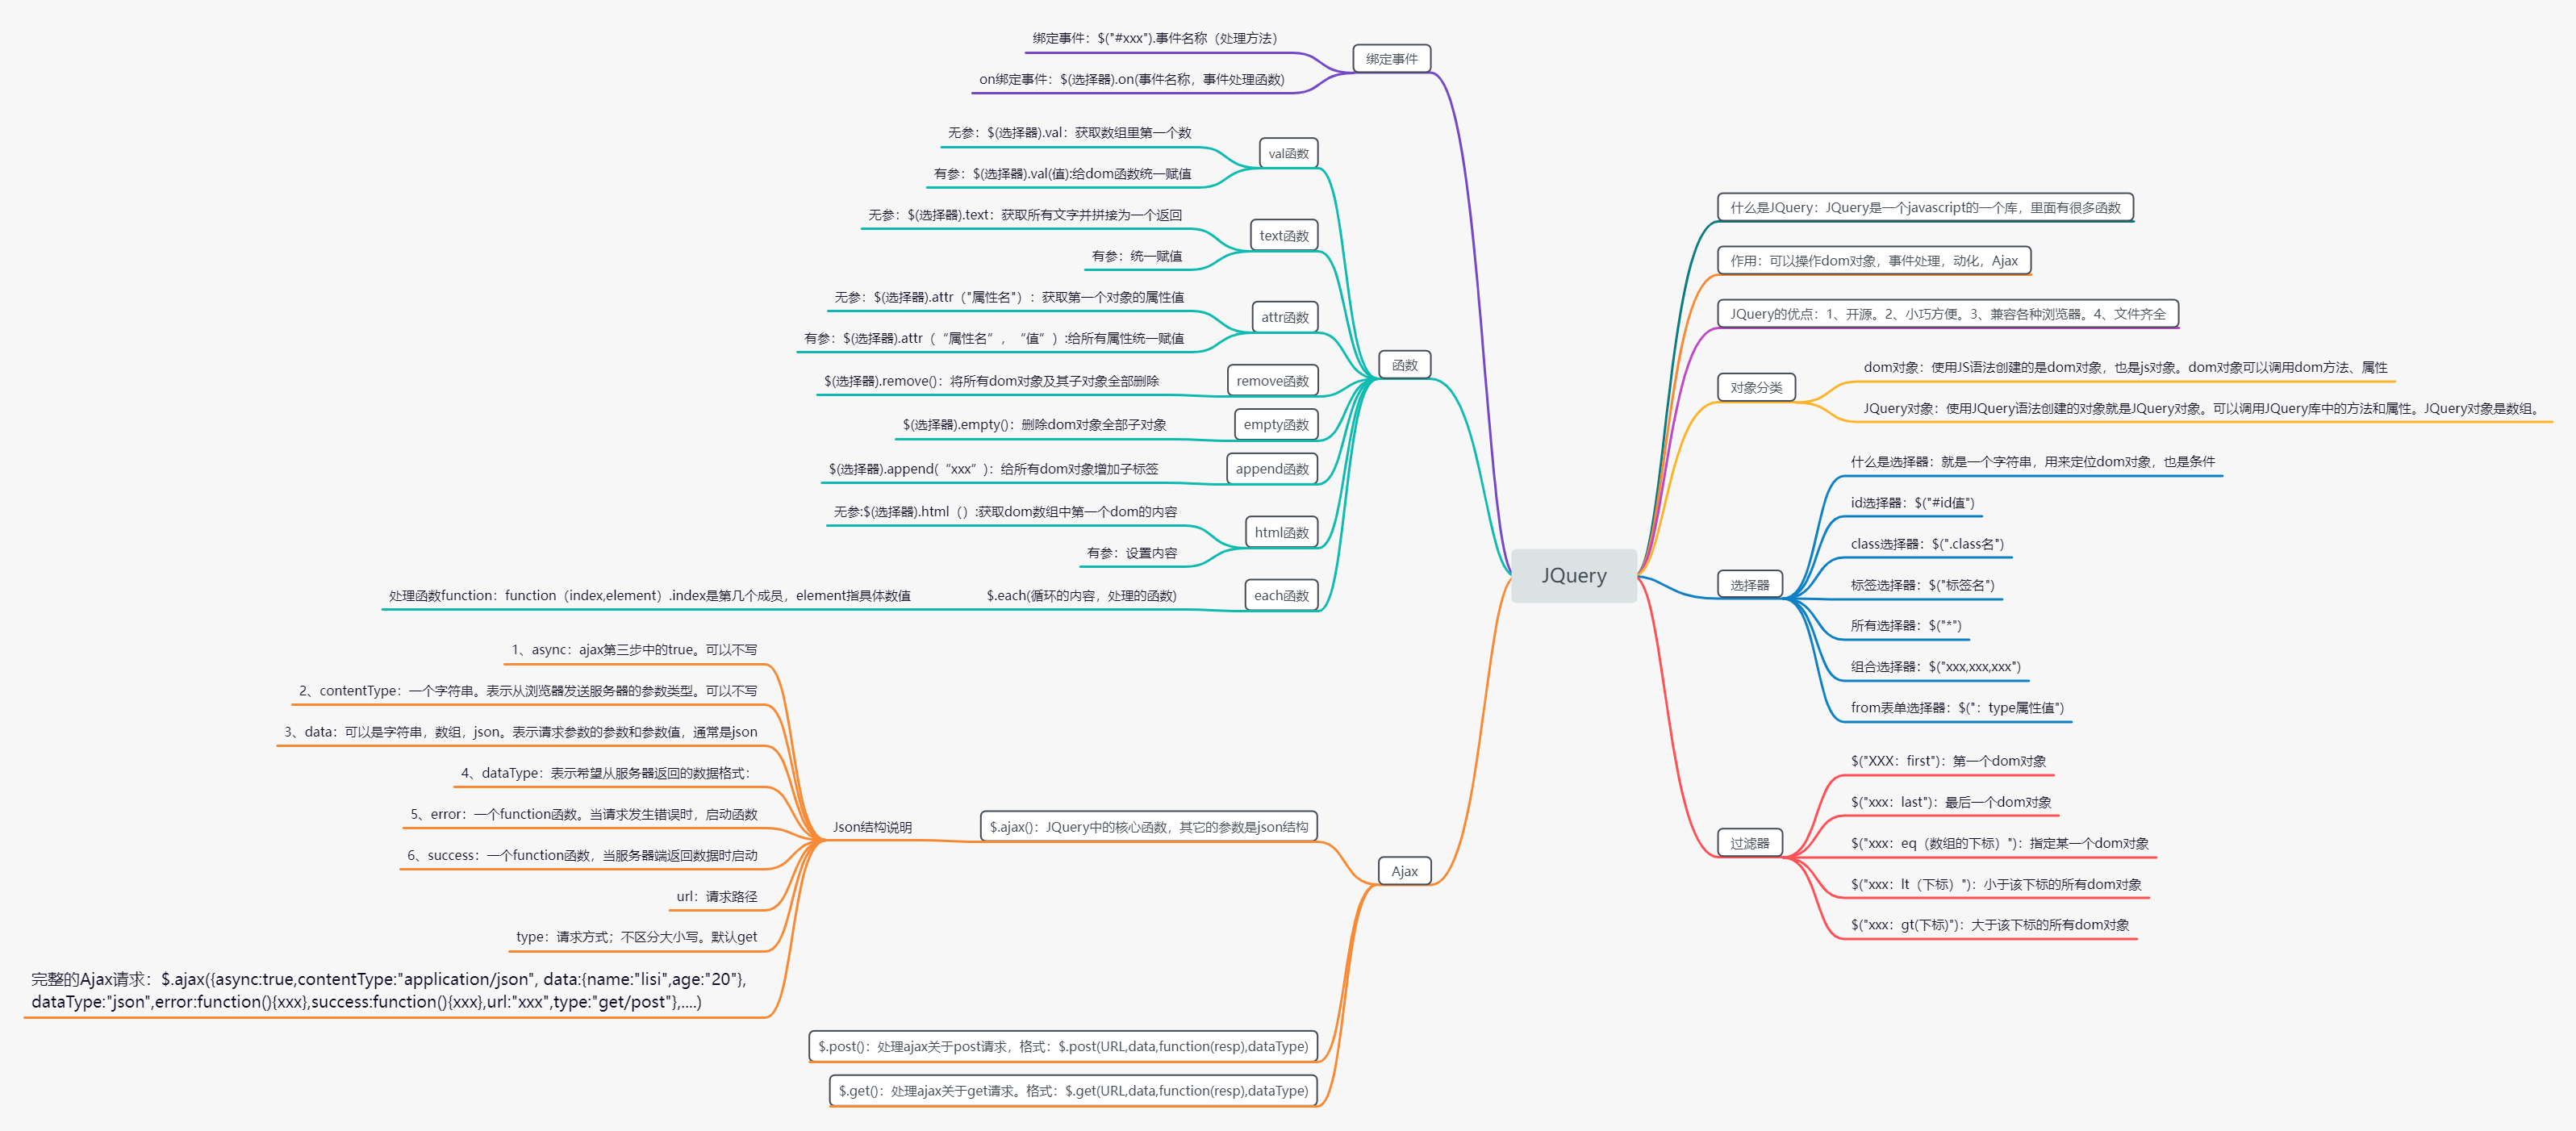 JQuery
什么是JQuery：JQuery是一个javascript的一个库，里面有很多函数
作用：可以操作dom对象，事件处理，动化，Ajax
JQuery的优点：1、开源。2、小巧方便。3、兼容各种浏览器。4、文件齐全
对象分类
dom对象：使用JS语法创建的是dom对象，也是js对象。dom对象可以调用dom方法、属性
JQuery对象：使用JQuery语法创建的对象就是JQuery对象。可以调用JQuery库中的方法和属性。JQuery对象是数组。
选择器
什么是选择器：就是一个字符串，用来定位dom对象，也是条件
id选择器：$("#id值")
class选择器：$(".class名")
标签选择器：$("标签名")
所有选择器：$("*")
组合选择器：$("xxx,xxx,xxx")
from表单选择器：$("：type属性值")
过滤器
$("XXX：first")：第一个dom对象
$("xxx：last")：最后一个dom对象
$("xxx：eq（数组的下标）")：指定某一个dom对象
$("xxx：lt（下标）")：小于该下标的所有dom对象
$("xxx：gt(下标)")：大于该下标的所有dom对象
绑定事件
绑定事件：$("#xxx").事件名称（处理方法）
on绑定事件：$(选择器).on(事件名称，事件处理函数)
函数
val函数
无参：$(选择器).val：获取数组里第一个数
有参：$(选择器).val(值):给dom函数统一赋值
text函数
无参：$(选择器).text：获取所有文字并拼接为一个返回
有参：统一赋值
attr函数
无参：$(选择器).attr（"属性名"）：获取第一个对象的属性值
有参：$(选择器).attr（“属性名”，“值”）:给所有属性统一赋值
remove函数
$(选择器).remove()：将所有dom对象及其子对象全部删除
empty函数
$(选择器).empty()：删除dom对象全部子对象
append函数
$(选择器).append(“xxx”)：给所有dom对象增加子标签
html函数
无参:$(选择器).html（）:获取dom数组中第一个dom的内容
有参：设置内容
each函数
$.each(循环的内容，处理的函数)
处理函数function：function（index,element）.index是第几个成员，element指具体数值
Ajax
$.ajax()：JQuery中的核心函数，其它的参数是json结构
Json结构说明
1、async：ajax第三步中的true。可以不写
2、contentType：一个字符串。表示从浏览器发送服务器的参数类型。可以不写
3、data：可以是字符串，数组，json。表示请求参数的参数和参数值，通常是json
4、dataType：表示希望从服务器返回的数据格式：
5、error：一个function函数。当请求发生错误时，启动函数
6、success：一个function函数，当服务器端返回数据时启动
url：请求路径
type：请求方式；不区分大小写。默认get
完整的Ajax请求：$.ajax({async:true,contentType:"application/json", data:{name:"lisi",age:"20"},
dataType:"json",error:function(){xxx},success:function(){xxx},url:"xxx",type:"get/post"},....)
$.post()：处理ajax关于post请求，格式：$.post(URL,data,function(resp),dataType)
$.get()：处理ajax关于get请求。格式：$.get(URL,data,function(resp),dataType)